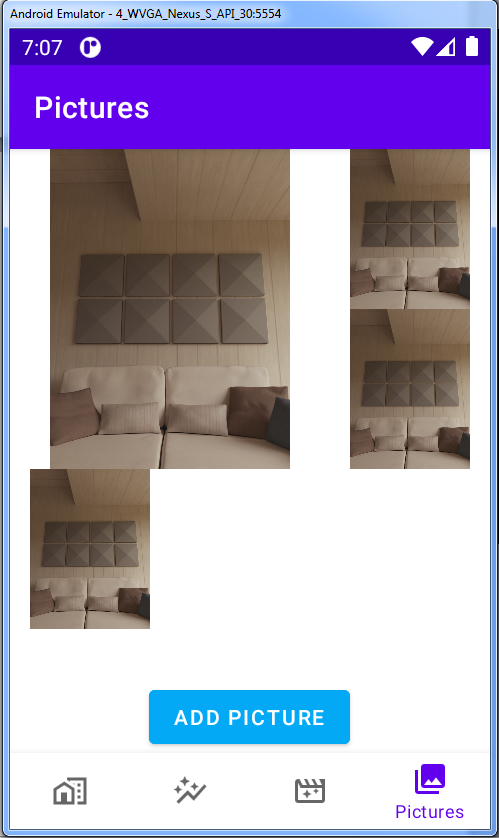 Android Emulator - 4_WVGA_Nexus_S_API_30:5554
7:07
Pictures
ADD PICTURE
Pictures